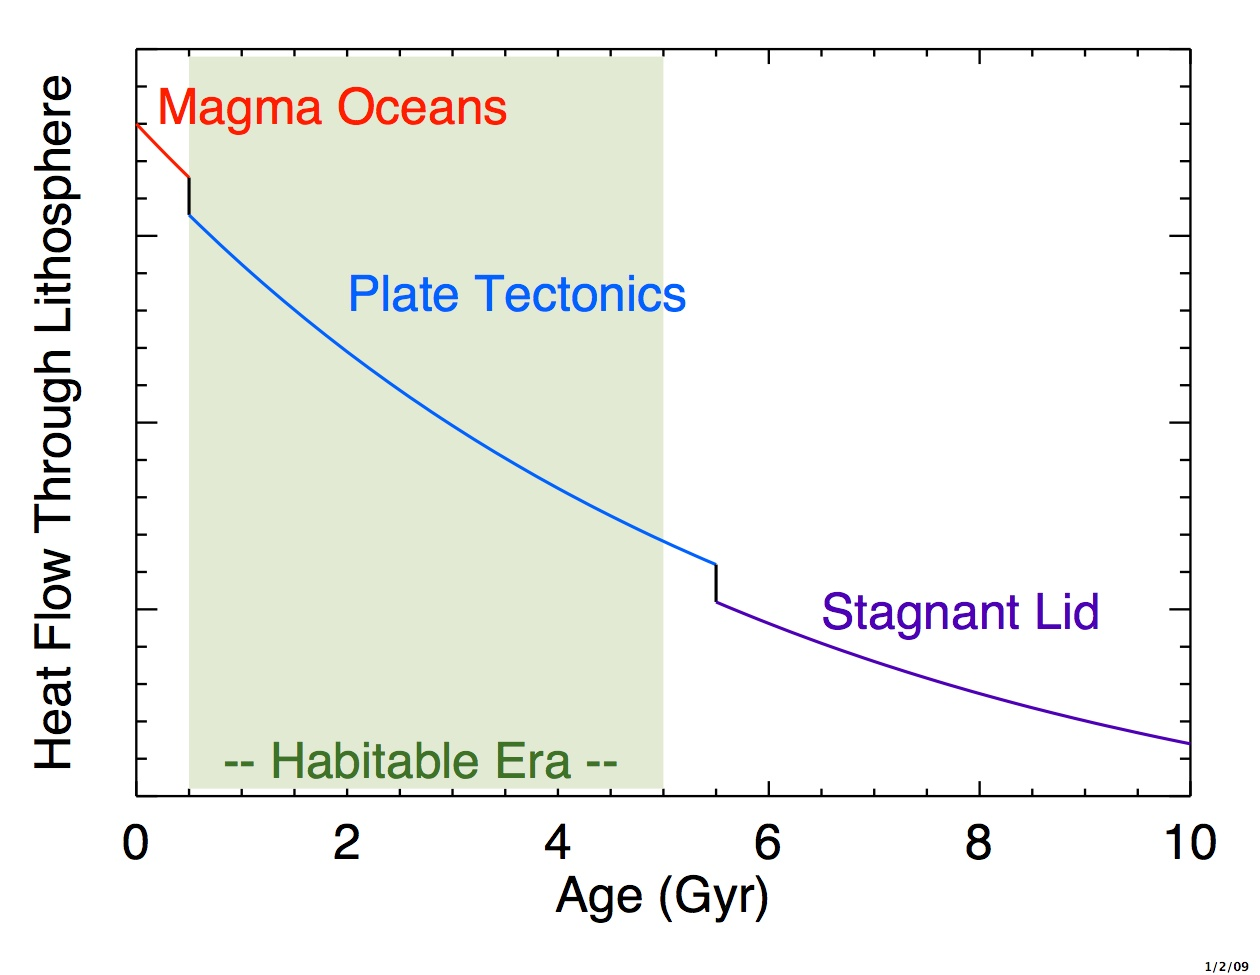 Heat Flow Through Lithosphere
Magma Oceans
Plate Tectonics
Stagnant Lid
-- Habitable Era --
0 2 4 6 8 10
Age (Gyr)
1/2/09